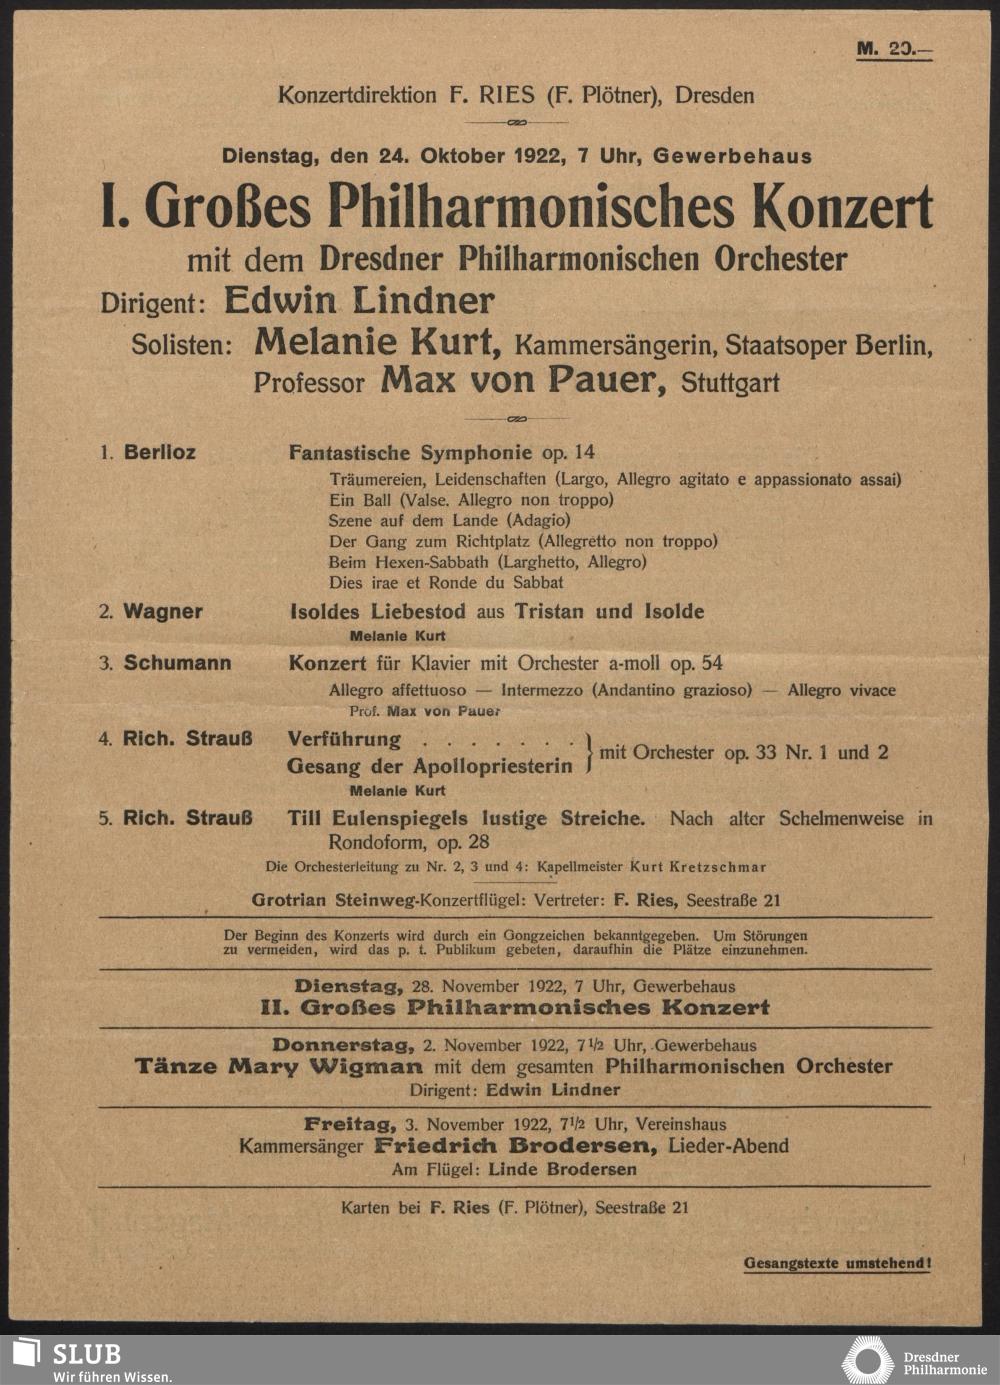 M. 20.—
Konzertdirektion F. RIES (F. Plötner), Dresden
Dienstag, den 24. Oktober 1922, 7 Uhr, Gewerbehaus
I. Großes Philharmonisches Konzert
mit dem Dresdner Philharmonischen Orchester
Dirigent: Edwin Lindner
Solisten: Melanie Kurt, Kammersängerin, Staatsoper Berlin,
Professor Max von Pauer, Stuttgart
1. Berlioz Fantastische Symphonie op. 14
Träumereien, Leidenschaften (Largo, Allegro agitato e appassionato assai)
Ein Ball (Valse. Allegro non troppo)
Szene auf dem Lande (Adagio)
Der Gang zum Richtplatz (Allegretto non troppo)
Beim Hexen-Sabbath (Larghetto, Allegro)
Dies irae et Ronde du Sabbat
2. Wagner Isoldes Liebestod aus Tristan und Isolde
Melanie Kurt
3. Schumann Konzert für Klavier mit Orchester a-moll op. 54
Allegro affettuoso — Intermezzo (Andantino grazioso) — Allegro vivace
Prof. Max von Pauer
4. Rich. Strauß Verführung . . . . . . .
Gesang der Apollopriesterin } mit Orchester op. 33 Nr. 1 und 2
Melanie Kurt
5. Rich. Strauß Till Eulenspiegels lustige Streiche. Nach alter Schelmenweise in
Rondoform, op. 28
Die Orchesterleitung zu Nr. 2, 3 und 4: Kapellmeister Kurt Kretzschmar
Grotrian Steinweg-Konzertflügel: Vertreter: F. Ries, Seestraße 21
Der Beginn des Konzerts wird durch ein Gongzeichen bekanntgegeben. Um Störungen
zu vermeiden, wird das p. t. Publikum gebeten, daraufhin die Plätze einzunehmen.
Dienstag, 28. November 1922, 7 Uhr, Gewerbehaus
II. Großes Philharmonisches Konzert
Donnerstag, 2. November 1922, 7 1/2 Uhr, Gewerbehaus
Tänze Mary Wigman mit dem gesamten Philharmonischen Orchester
Dirigent: Edwin Lindner
Freitag, 3. November 1922, 7 1/2 Uhr, Vereinshaus
Kammersänger Friedrich Brodersen, Lieder-Abend
Am Flügel: Linde Brodersen
Karten bei F. Ries (F. Plötner), Seestraße 21
Gesangstexte umstehend!
SLUB
Wir führen Wissen.
Dresdner
Philharmonie